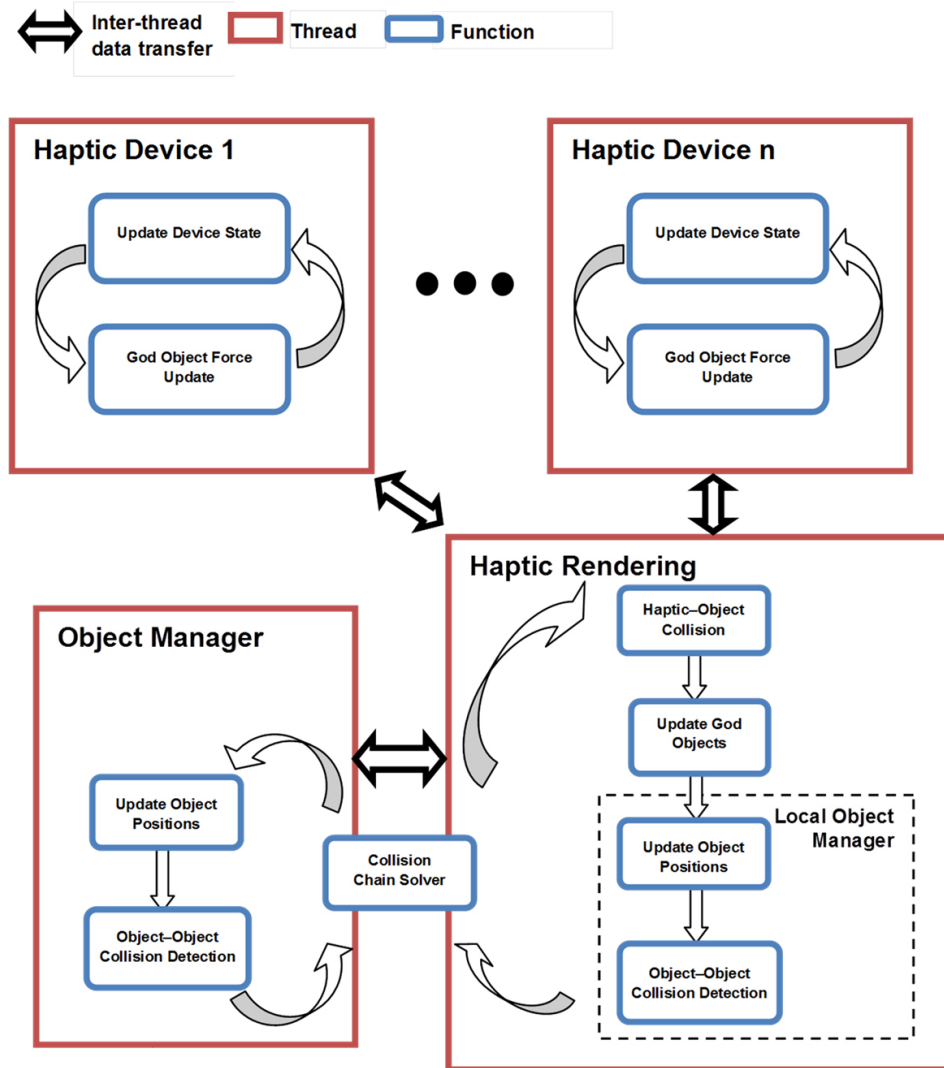 Inter-thread
data transfer
Thread
Function
Haptic Device 1
Update Device State
God Object Force
Update
Haptic Device n
Update Device State
God Object Force
Update
Haptic Rendering
Haptic–Object
Collision
Update God
Objects
Local Object
Manager
Update Object
Positions
Object–Object
Collision Detection
Object Manager
Update Object
Positions
Object–Object
Collision Detection
Collision
Chain Solver